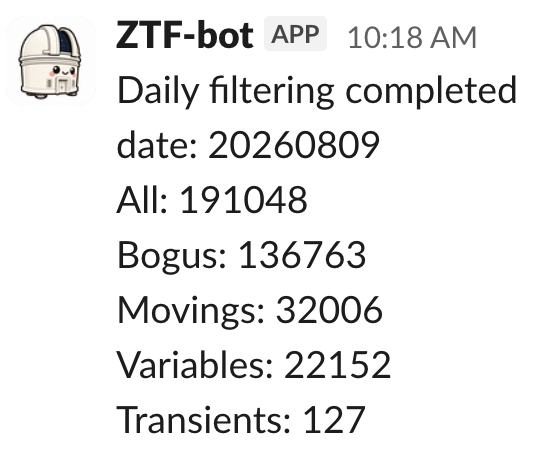 ZTF-bot APP 10:18 AM
Daily filtering completed
date: 20260809
All: 191048
Bogus: 136763
Movings: 32006
Variables: 22152
Transients: 127